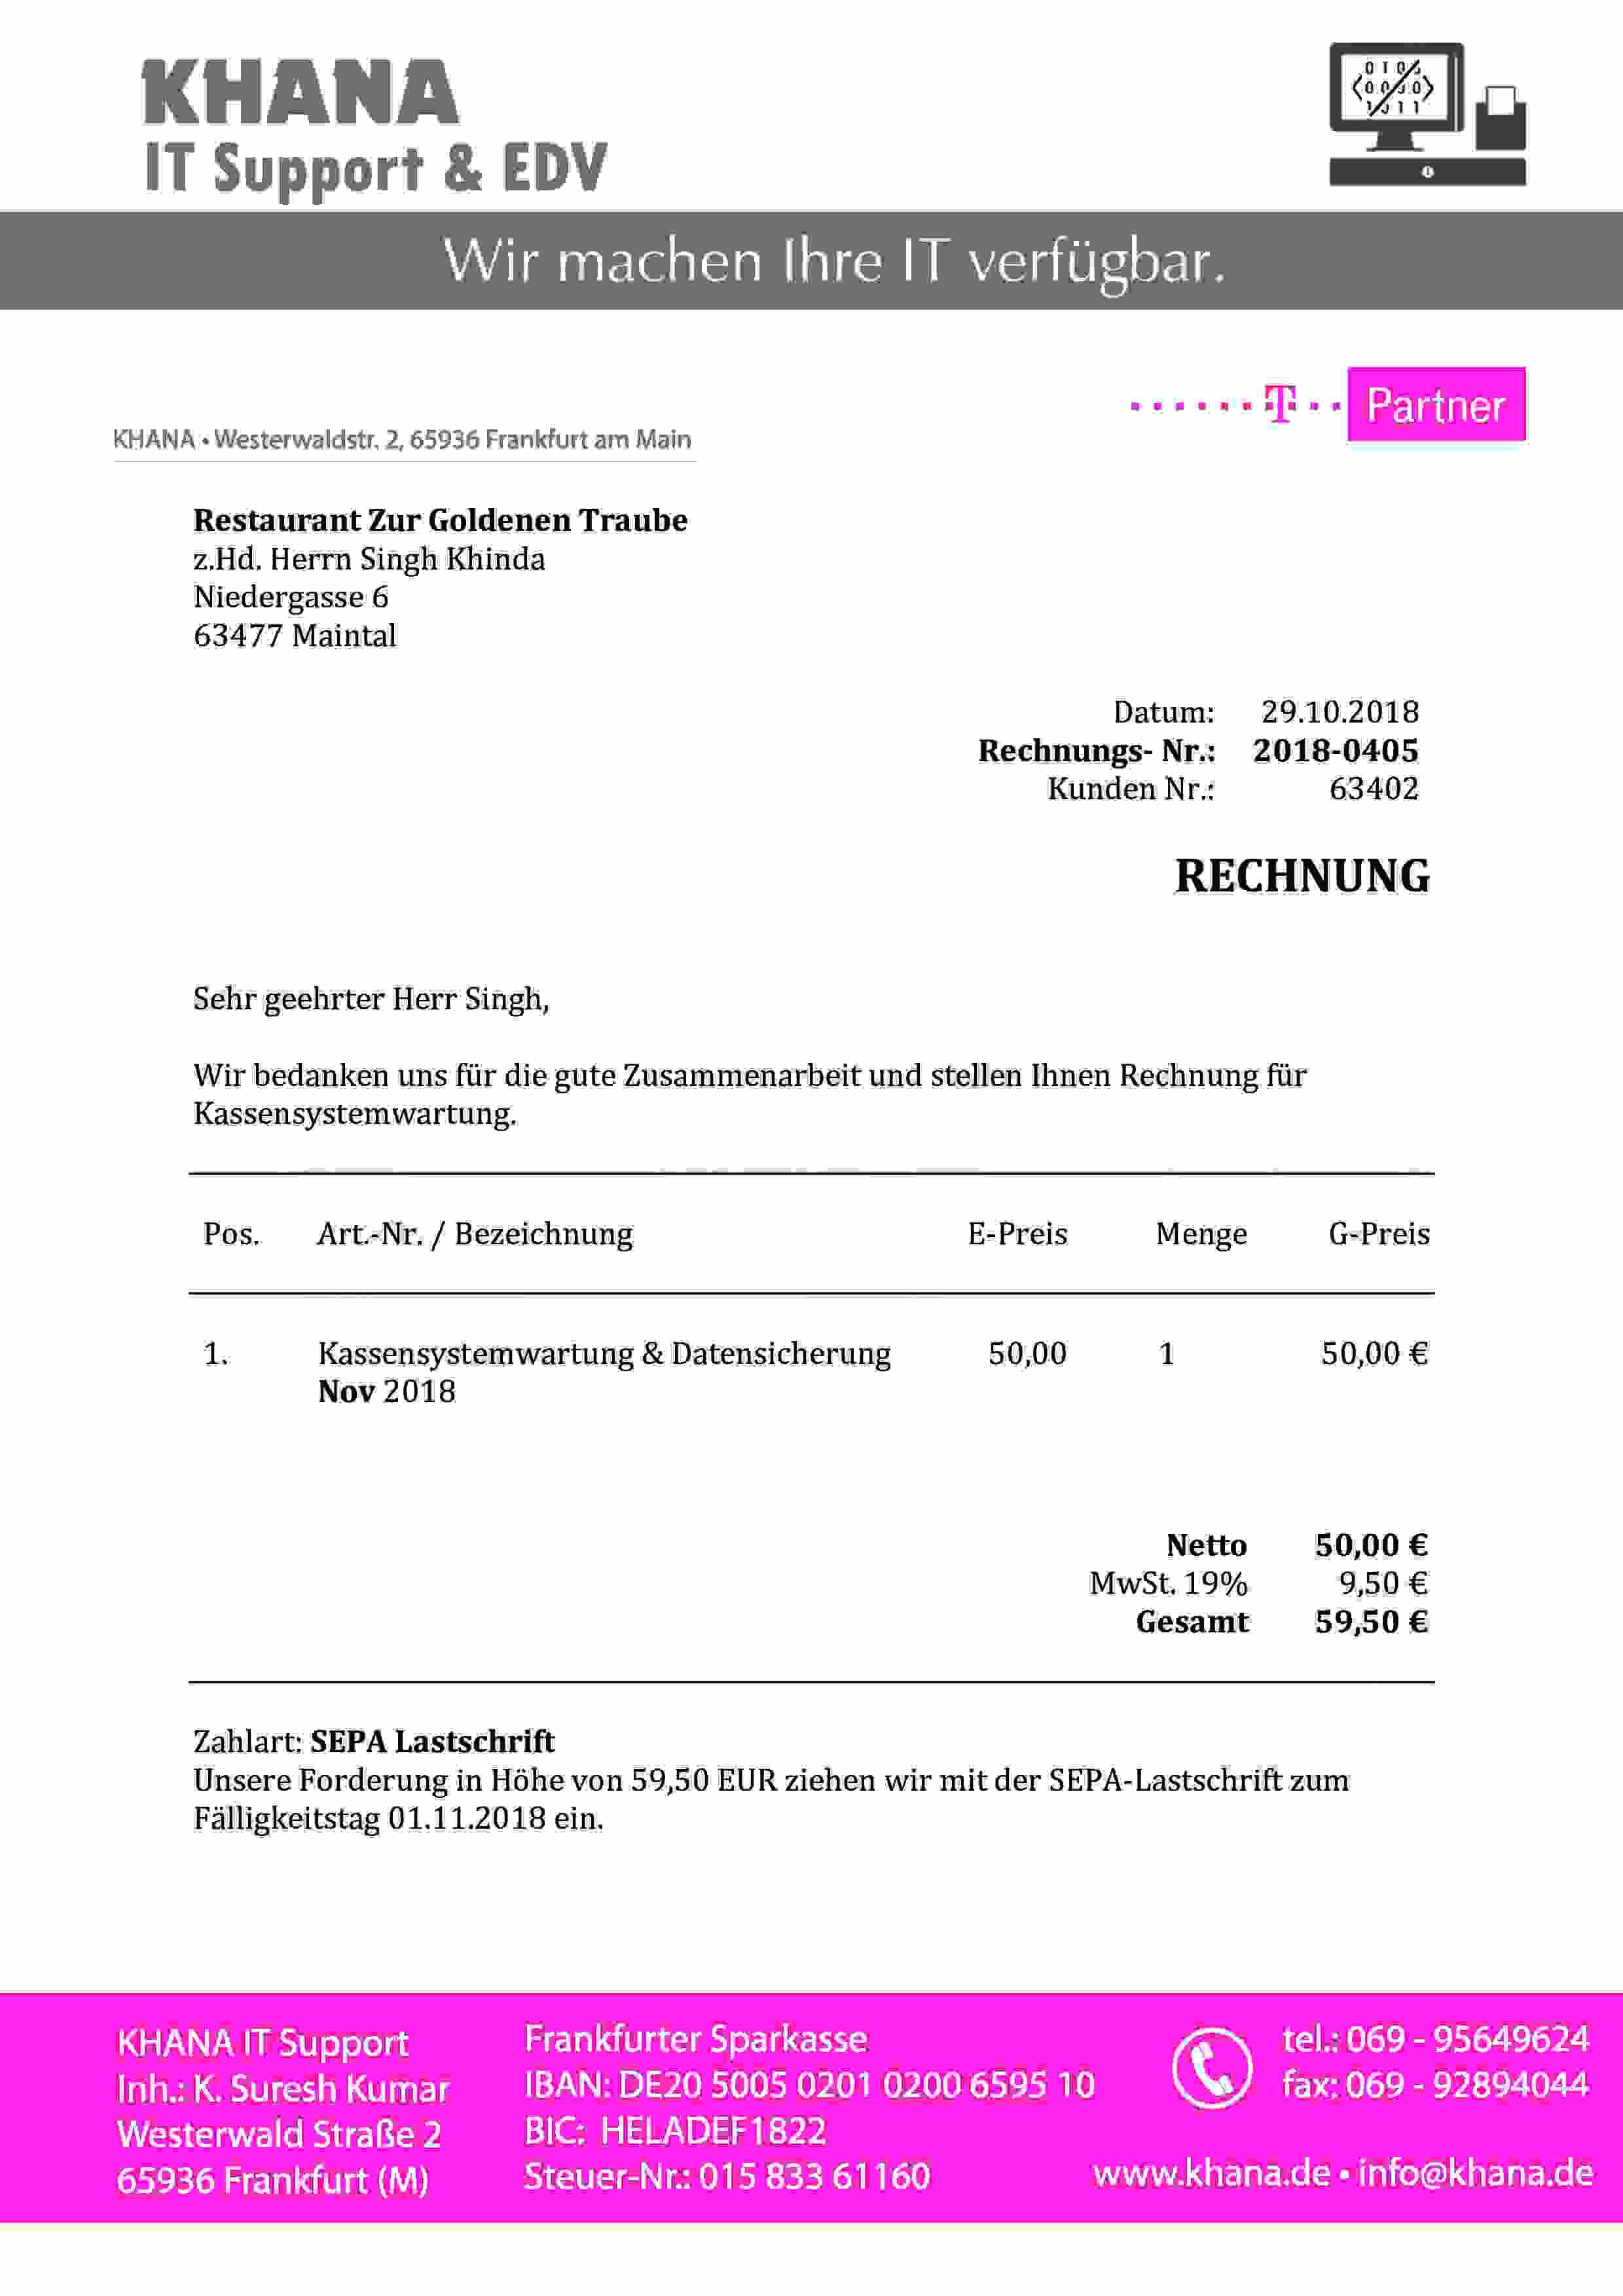 KHANA
IT Support & EDV
Wir machen Ihre IT verfügbar.
T Partner
KHANA • Westerwaldstr. 2, 65936 Frankfurt am Main
Restaurant Zur Goldenen Traube
z.Hd. Herrn Singh Khinda
Niedergasse 6
63477 Maintal
Datum: 29.10.2018
Rechnungs- Nr.: 2018-0405
Kunden Nr.: 63402
RECHNUNG
Sehr geehrter Herr Singh,
Wir bedanken uns für die gute Zusammenarbeit und stellen Ihnen Rechnung für
Kassensystemwartung.
Pos. Art.-Nr. / Bezeichnung E-Preis Menge G-Preis
1. Kassensystemwartung & Datensicherung 50,00 1 50,00 €
Nov 2018
Netto 50,00 €
MwSt. 19% 9,50 €
Gesamt 59,50 €
Zahlart: SEPA Lastschrift
Unsere Forderung in Höhe von 59,50 EUR ziehen wir mit der SEPA-Lastschrift zum
Fälligkeitstag 01.11.2018 ein.
KHANA IT Support
Inh.: K. Suresh Kumar
Westerwald Straße 2
65936 Frankfurt (M)
Frankfurter Sparkasse
IBAN: DE20 5005 0201 0200 6595 10
BIC: HELADEF1822
Steuer-Nr.: 015 833 61160
tel.: 069 - 95649624
fax: 069 - 92894044
www.khana.de • info@khana.de